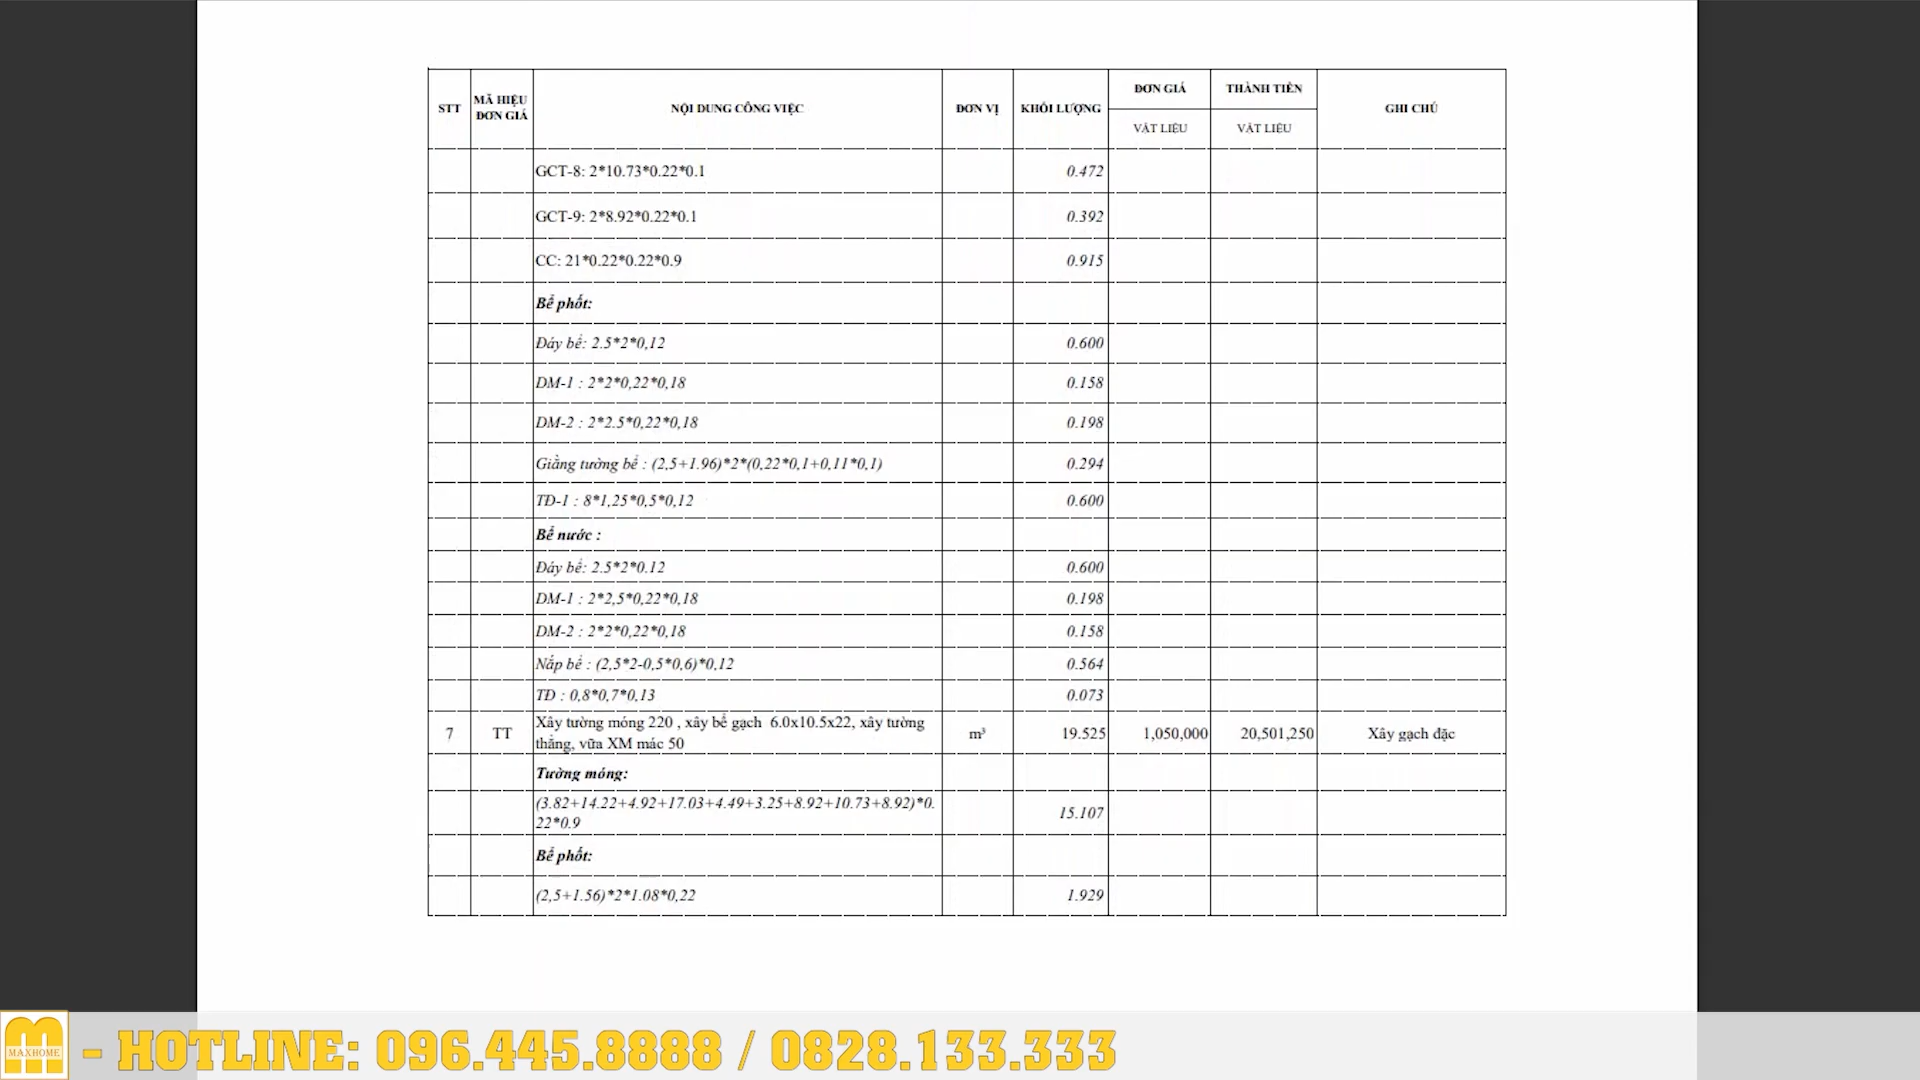 STT MÃ HIỆU ĐƠN GIÁ NỘI DUNG CÔNG VIỆC ĐƠN VỊ KHỐI LƯỢNG ĐƠN GIÁ THÀNH TIỀN GHI CHÚ
VẬT LIỆU VẬT LIỆU
GCT-8: 2*10.73*0.22*0.1 0.472
GCT-9: 2*8.92*0.22*0.1 0.392
CC: 21*0.22*0.22*0.9 0.915
Bể phốt:
Đáy bể: 2.5*2*0,12 0.600
DM-1 : 2*2*0,22*0,18 0.158
DM-2 : 2*2.5*0,22*0,18 0.198
Giằng tường bể : (2,5+1.96)*2*(0,22*0,1+0,11*0,1) 0.294
TĐ-1 : 8*1,25*0,5*0,12 0.600
Bể nước :
Đáy bể: 2.5*2*0.12 0.600
DM-1 : 2*2,5*0,22*0,18 0.198
DM-2 : 2*2*0,22*0,18 0.158
Nắp bể : (2,5*2-0,5*0,6)*0,12 0.564
TĐ : 0,8*0,7*0,13 0.073
7 TT Xây tường móng 220 , xây bể gạch 6.0x10.5x22, xây tường m³ 19.525 1,050,000 20,501,250 Xây gạch đặc
thẳng, vữa XM mác 50
Tường móng:
(3.82+14.22+4.92+17.03+4.49+3.25+8.92+10.73+8.92)*0. 15.107
22*0.9
Bể phốt:
(2,5+1.56)*2*1.08*0,22 1.929
MAXHOME - HOTLINE: 096.445.8888 / 0828.133.333